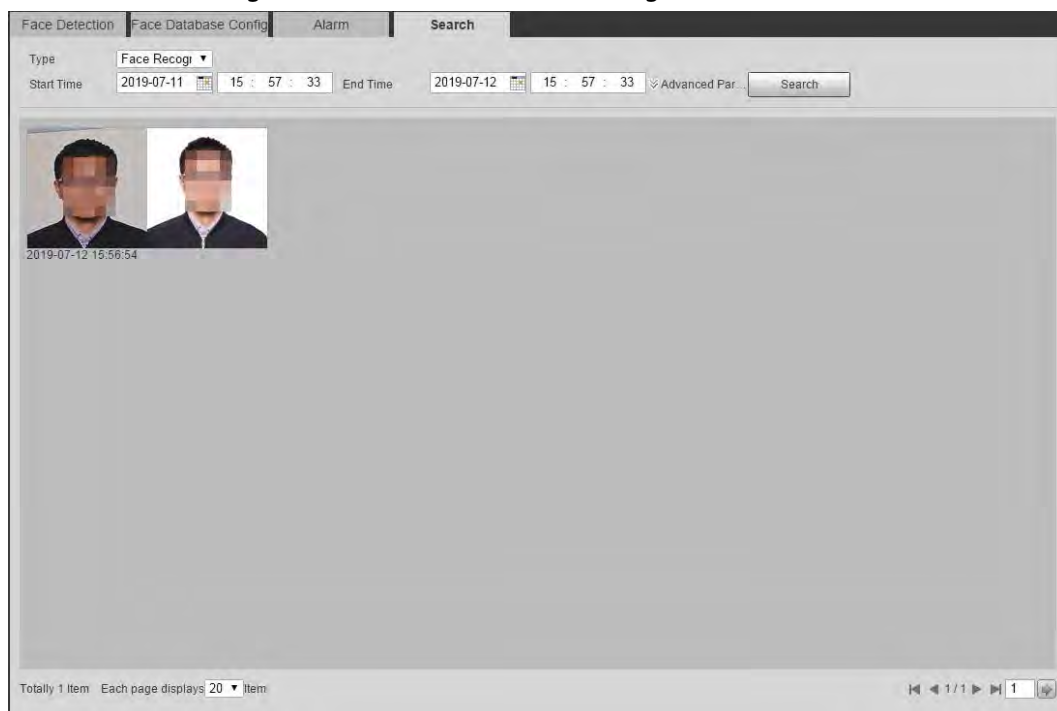 Face Detection Face Database Config Alarm Search
Type Face Recogr ▼
Start Time 2019-07-11 15 : 57 : 33 End Time 2019-07-12 15 : 57 : 33 Advanced Par... Search
2019-07-12 15:56:54
Totally 1 Item Each page displays 20 ▼ Item 1 / 1 1